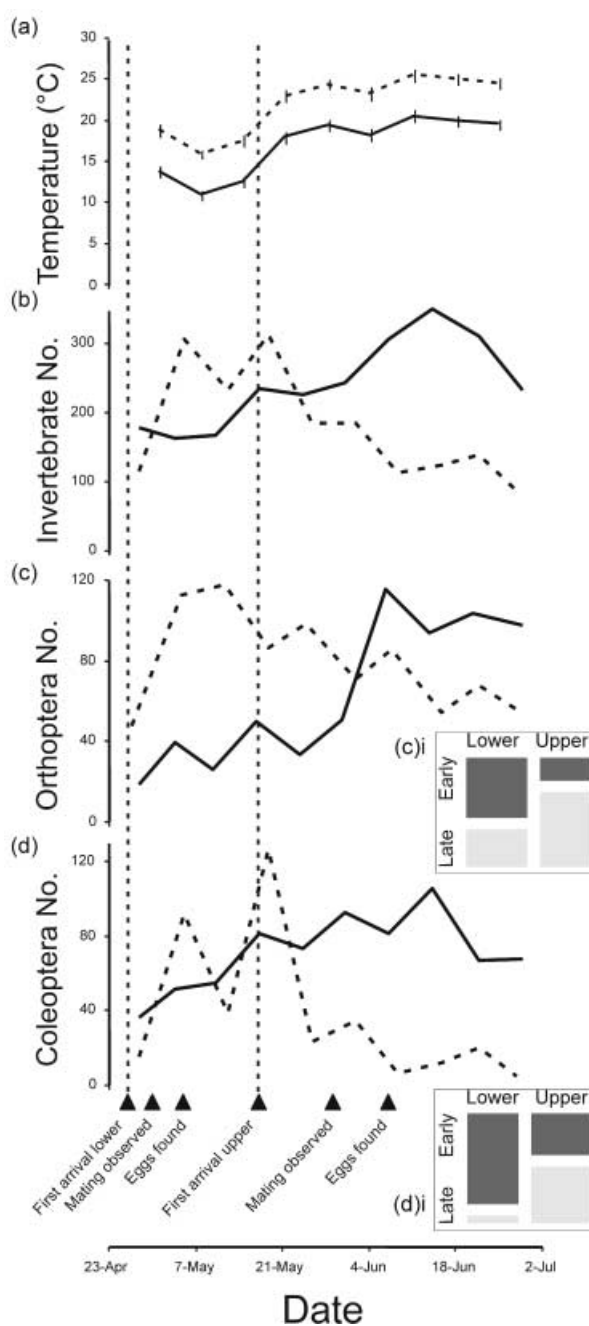 (a)
Temperature (°C)
30
25
20
15
10
5
0
(b)
Invertebrate No.
300
200
100
0
(c)
Orthoptera No.
120
80
40
0
(c)i
Lower Upper
Early
Late
(d)
Coleoptera No.
120
80
40
0
(d)i
Lower Upper
Early
Late
First arrival lower
Mating observed
Eggs found
First arrival upper
Mating observed
Eggs found
23-Apr 7-May 21-May 4-Jun 18-Jun 2-Jul
Date